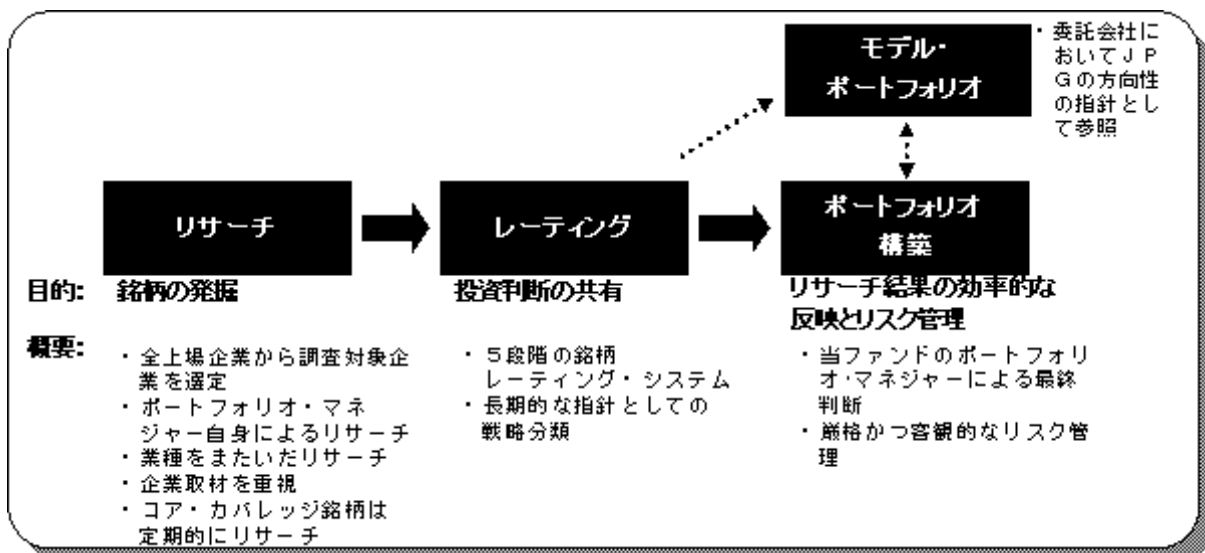 モデル・
ポートフォリオ
・委託会社に
おいてＪＰ
Ｇの方向性
の指針とし
て参照
リサーチ
レーティング
ポートフォリオ
構築
目的:
銘柄の発掘
投資判断の共有
リサーチ結果の効率的な
反映とリスク管理
概要:
・全上場企業から調査対象企
業を選定
・ポートフォリオ・マネ
ジャー自身によるリサーチ
・業種をまたいだリサーチ
・企業取材を重視
・コア・カバレッジ銘柄は
定期的にリサーチ
・５段階の銘柄
レーティング・システム
・長期的な指針としての
戦略分類
・当ファンドのポートフォリ
オ・マネジャーによる最終
判断
・厳格かつ客観的なリスク管
理